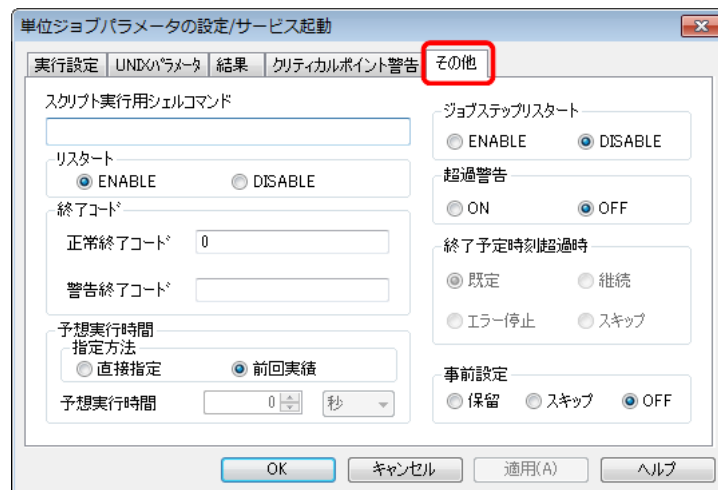 単位ジョブパラメータの設定/サービス起動
実行設定 UNIXパラメータ 結果 クリティカルポイント警告 その他
スクリプト実行用シェルコマンド
リスタート
ENABLE DISABLE
終了コード
正常終了コード 0
警告終了コード
予想実行時間
指定方法
直接指定 前回実績
予想実行時間 0 秒
ジョブステップリスタート
ENABLE DISABLE
超過警告
ON OFF
終了予定時刻超過時
既定 継続
エラー停止 スキップ
事前設定
保留 スキップ OFF
OK キャンセル 適用(A) ヘルプ